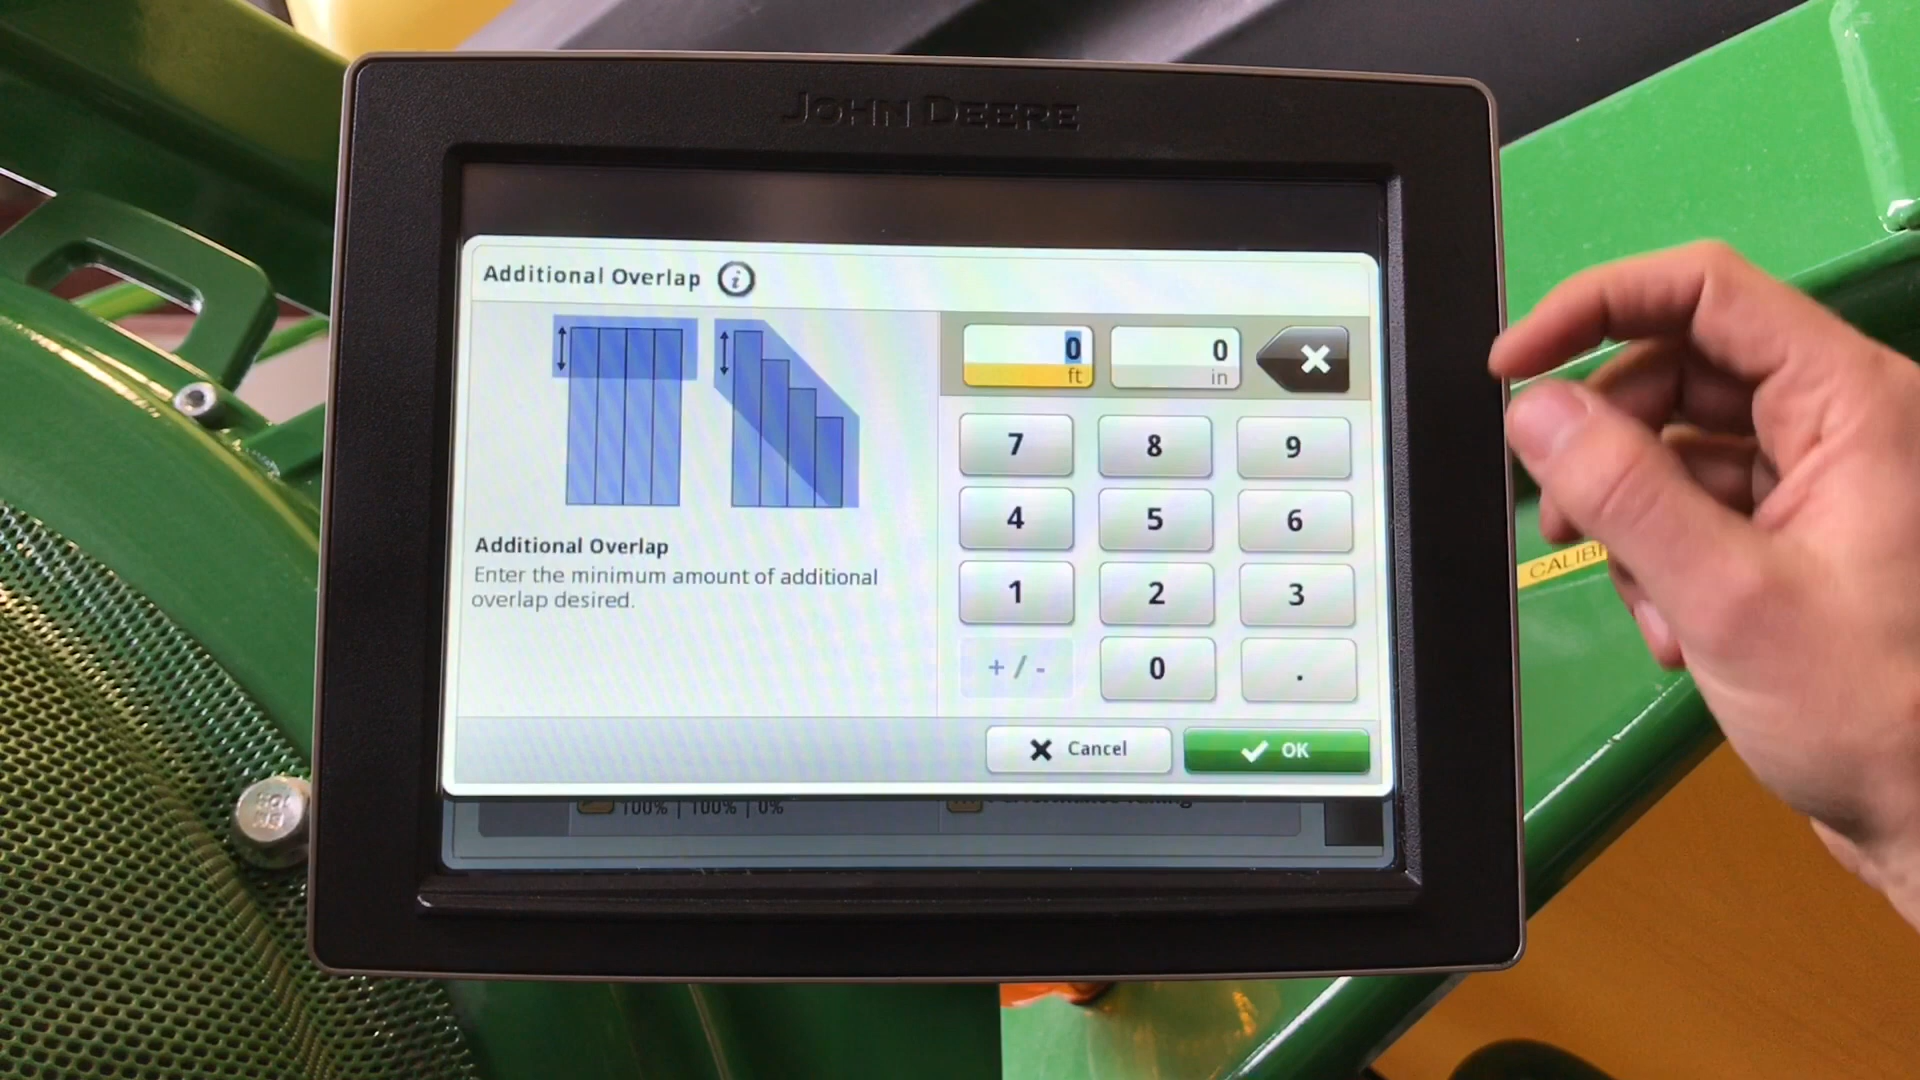 JOHN DEERE
Additional Overlap
0
ft
0
in
7 8 9
4 5 6
1 2 3
+ / - 0 .
Additional Overlap
Enter the minimum amount of additional
overlap desired.
Cancel
OK
100% | 100% | 0%